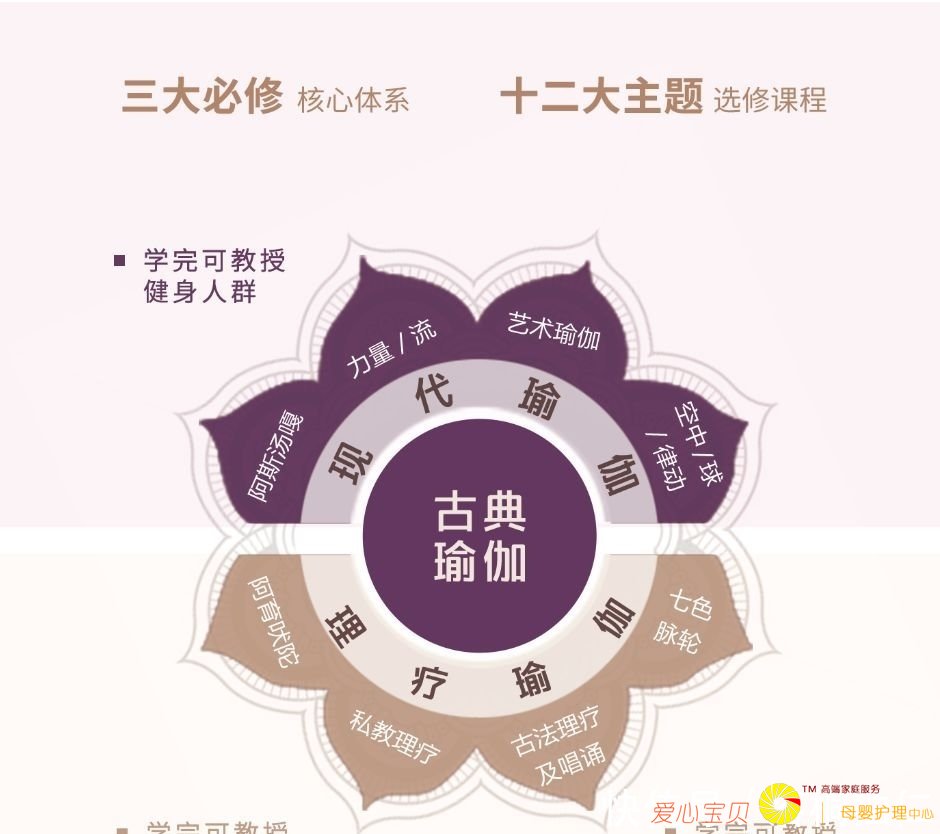 三大必修 核心体系
十二大主题 选修课程
学完可教授
健身人群
力量 / 流
艺术瑜伽
阿斯汤嘎
空中 / 球
/ 律动
现代瑜伽
古典
瑜伽
理疗瑜伽
阿育吠陀
七色
脉轮
私教理疗
古法理疗
及唱诵
爱心宝贝
TM 高端家庭服务
母婴护理中心
学完可教授
学完可教授